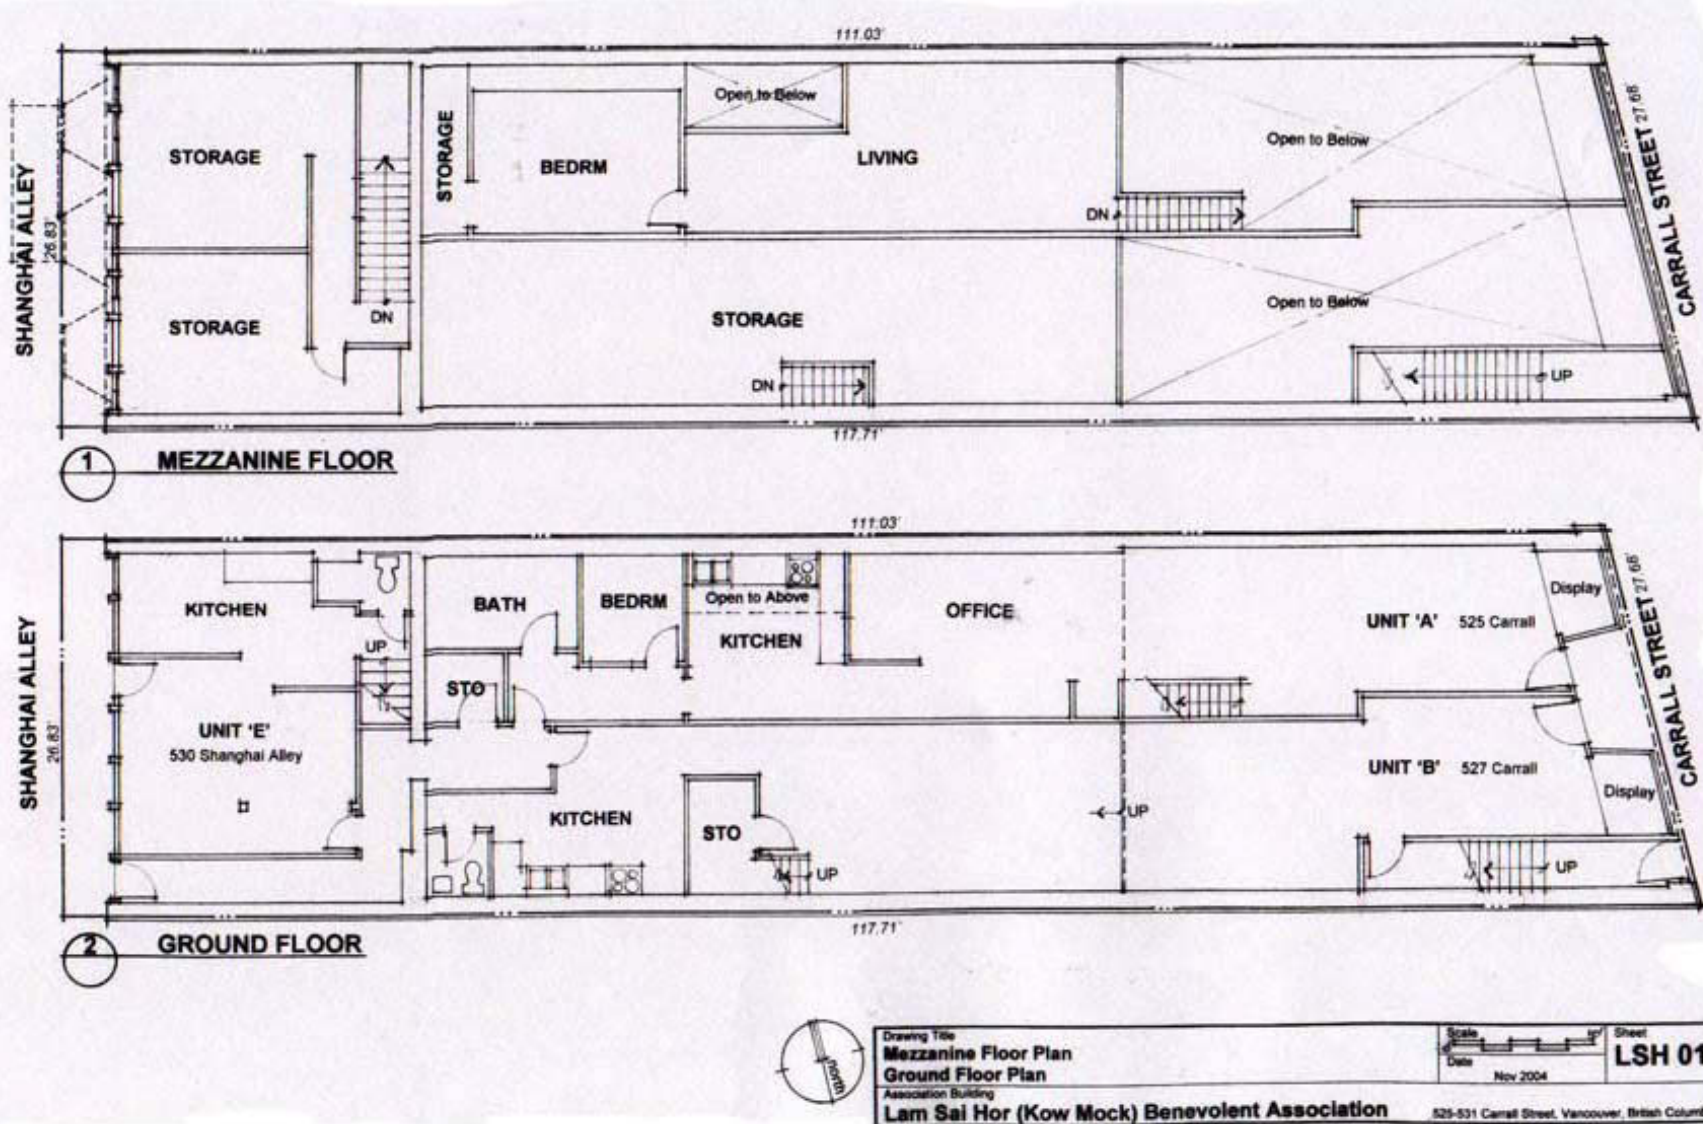 111.03'
STORAGE
STORAGE
BEDRM
Open to Below
LIVING
Open to Below
CARRALL STREET
27.68'
SHANGHAI ALLEY
26.83'
DN
STORAGE
DN
STORAGE
DN
Open to Below
UP
117.71'
1
MEZZANINE FLOOR
111.03'
KITCHEN
BATH
BEDRM
Open to Above
KITCHEN
OFFICE
UNIT 'A' 525 Carrall
Display
CARRALL STREET
27.68'
SHANGHAI ALLEY
26.83'
UP
STO
UNIT 'E'
530 Shanghai Alley
KITCHEN
STO
UP
UP
UNIT 'B' 527 Carrall
Display
UP
117.71'
2
GROUND FLOOR
north
Drawing Title
Mezzanine Floor Plan
Ground Floor Plan
Association Building
Lam Sai Hor (Kow Mock) Benevolent Association
Scale
Date
Nov 2004
Sheet
LSH 01
525-531 Carrall Street, Vancouver, British